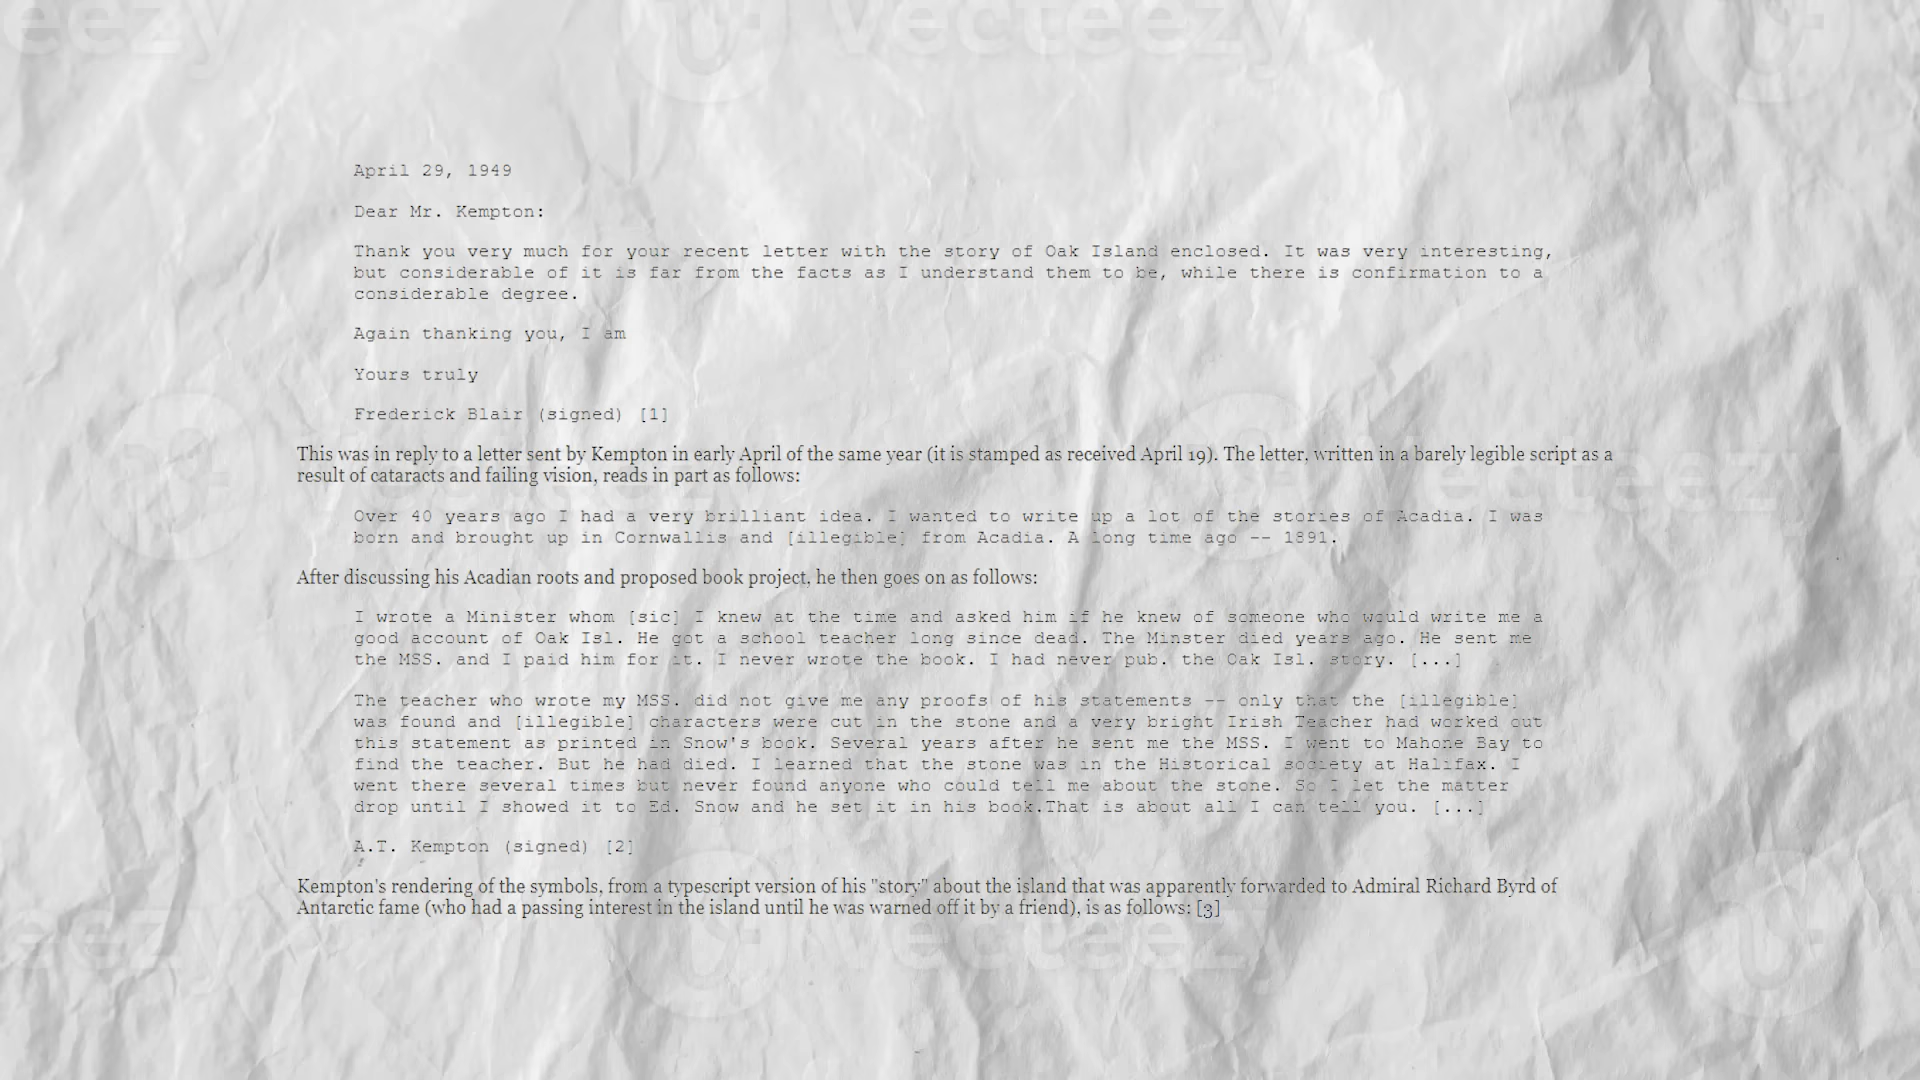 April 29, 1949
Dear Mr. Kempton:
Thank you very much for your recent letter with the story of Oak Island enclosed. It was very interesting,
but considerable of it is far from the facts as I understand them to be, while there is confirmation to a
considerable degree.
Again thanking you, I am
Yours truly
Frederick Blair (signed) [1]
This was in reply to a letter sent by Kempton in early April of the same year (it is stamped as received April 19). The letter, written in a barely legible script as a
result of cataracts and failing vision, reads in part as follows:
Over 40 years ago I had a very brilliant idea. I wanted to write up a lot of the stories of Acadia. I was
born and brought up in Cornwallis and [illegible] from Acadia. A long time ago -- 1891.
After discussing his Acadian roots and proposed book project, he then goes on as follows:
I wrote a Minister whom [sic] I knew at the time and asked him if he knew of someone who would write me a
good account of Oak Isl. He got a school teacher long since dead. The Minster died years ago. He sent me
the MSS. and I paid him for it. I never wrote the book. I had never pub. the Oak Isl. story. [...]
The teacher who wrote my MSS. did not give me any proofs of his statements -- only that the [illegible]
was found and [illegible] characters were cut in the stone and a very bright Irish Teacher had worked out
this statement as printed in Snow's book. Several years after he sent me the MSS. I went to Mahone Bay to
find the teacher. But he had died. I learned that the stone was in the Historical society at Halifax. I
went there several times but never found anyone who could tell me about the stone. So I let the matter
drop until I showed it to Ed. Snow and he set it in his book.That is about all I can tell you. [...]
A.T. Kempton (signed) [2]
Kempton's rendering of the symbols, from a typescript version of his "story" about the island that was apparently forwarded to Admiral Richard Byrd of
Antarctic fame (who had a passing interest in the island until he was warned off it by a friend), is as follows: [3]
vecteezy